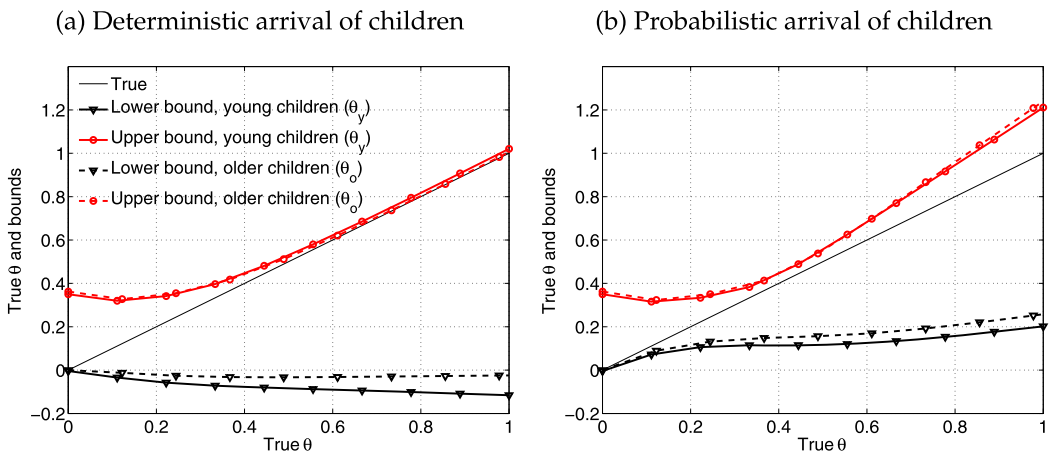 (a) Deterministic arrival of children
True
Lower bound, young children (θy)
Upper bound, young children (θy)
Lower bound, older children (θo)
Upper bound, older children (θo)
True θ and bounds
1.2
1
0.8
0.6
0.4
0.2
0
−0.2
0 0.2 0.4 0.6 0.8 1
True θ
(b) Probabilistic arrival of children
True θ and bounds
1.2
1
0.8
0.6
0.4
0.2
0
−0.2
0 0.2 0.4 0.6 0.8 1
True θ